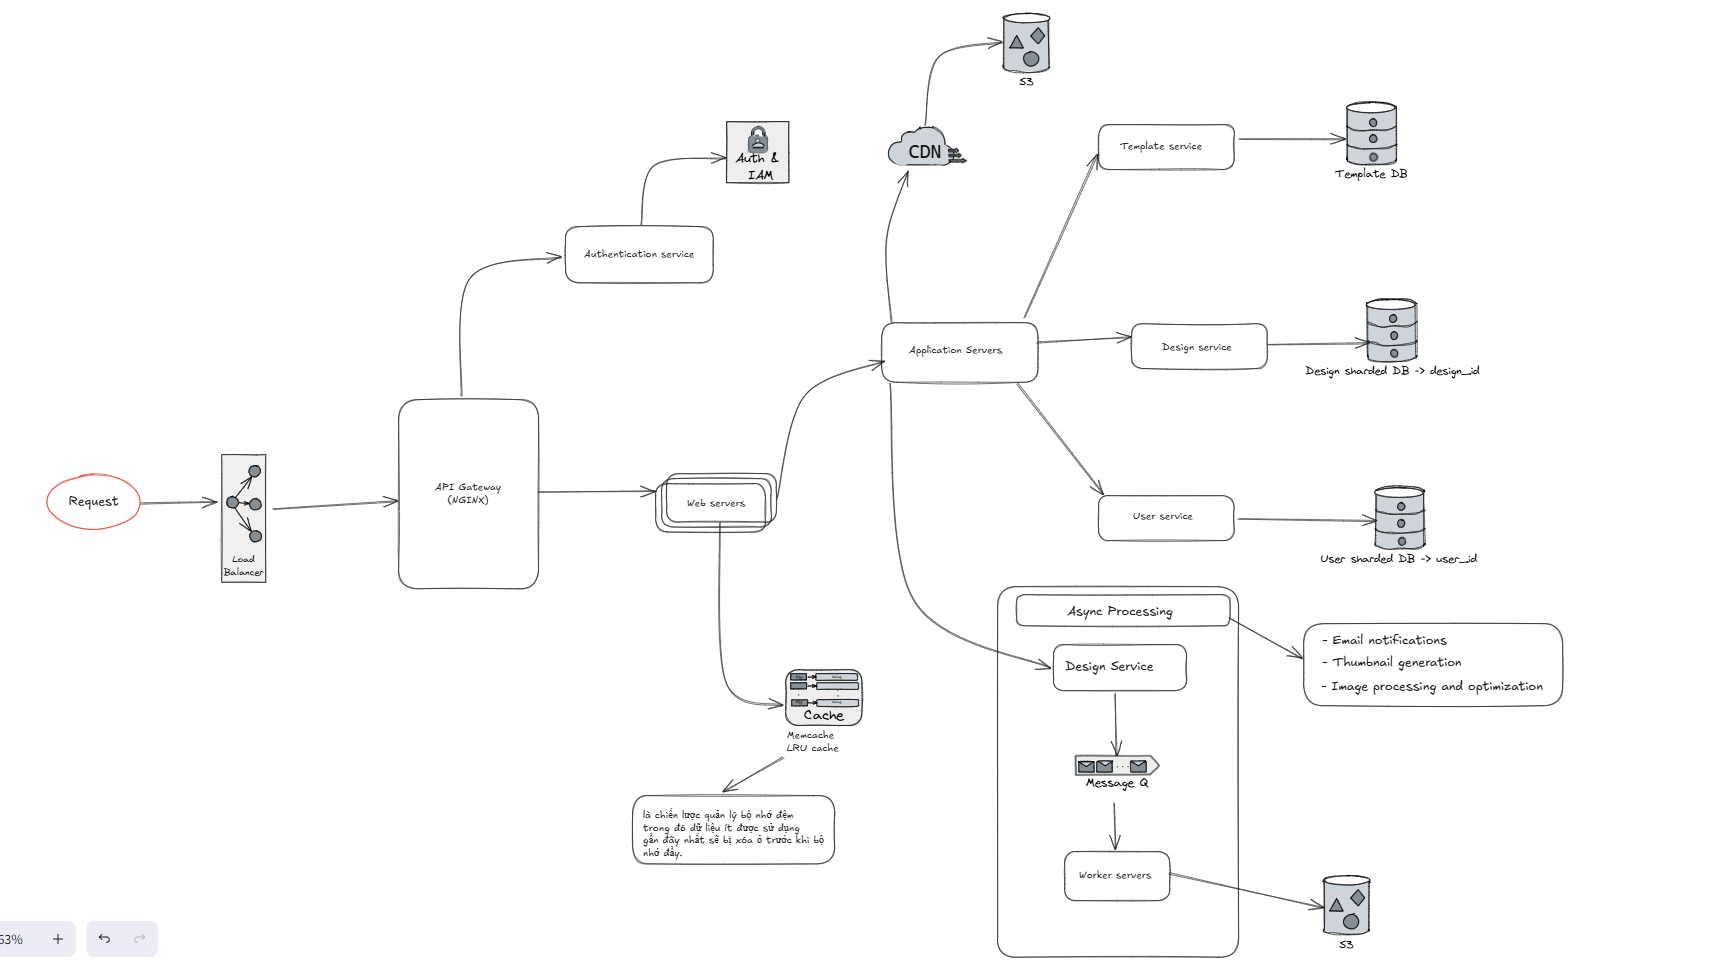 S3
CDN
Auth &
IAM
Template service
Template DB
Authentication service
Application Servers
Design service
Design sharded DB -> design_id
Request
Load
Balancer
API Gateway
(NGINX)
Web servers
User service
User sharded DB -> user_id
Async Processing
- Email notifications
- Thumbnail generation
- Image processing and optimization
Design Service
Cache
Memcache
LRU cache
Message Q
là chiến lược quản lý bộ nhớ đệm
trong đó dữ liệu ít được sử dụng
gần đây nhất sẽ bị xóa ở trước khi bộ
nhớ đầy.
Worker servers
S3
53%